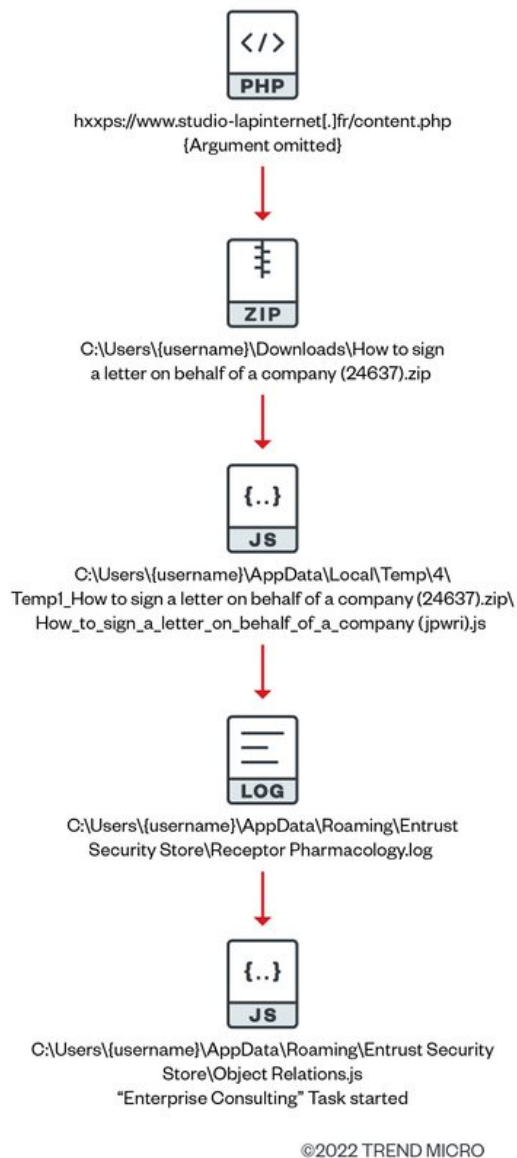 </>
PHP
hxxps://www.studio-lapinternet[.]fr/content.php
{Argument omitted}
ZIP
C:\Users\{username}\Downloads\How to sign
a letter on behalf of a company (24637).zip
{..}
JS
C:\Users\{username}\AppData\Local\Temp\4\
Temp1_How to sign a letter on behalf of a company (24637).zip\
How_to_sign_a_letter_on_behalf_of_a_company (jpwri).js
LOG
C:\Users\{username}\AppData\Roaming\Entrust
Security Store\Receptor Pharmacology.log
{..}
JS
C:\Users\{username}\AppData\Roaming\Entrust Security
Store\Object Relations.js
“Enterprise Consulting” Task started
©2022 TREND MICRO